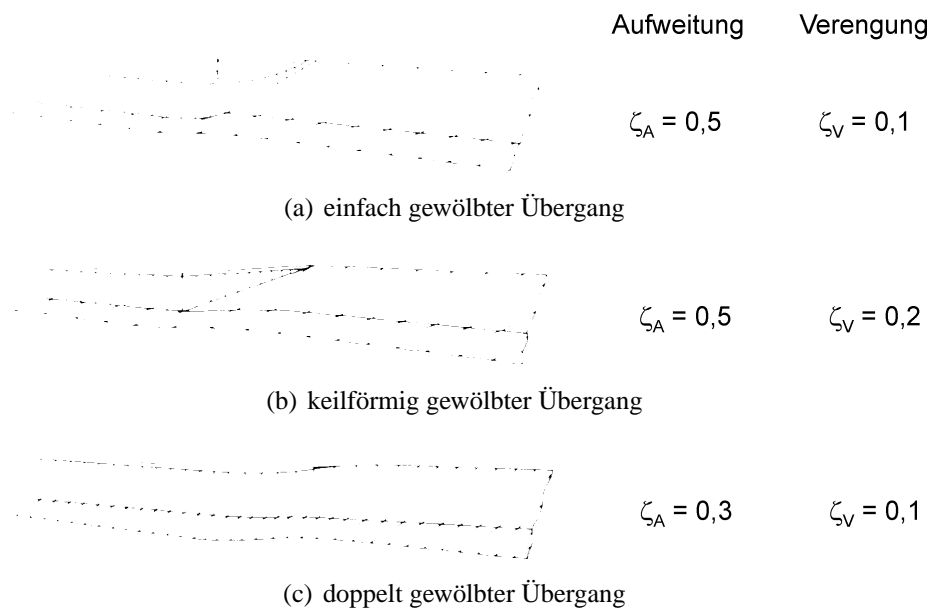 Aufweitung Verengung
ζA = 0,5 ζV = 0,1
(a) einfach gewölbter Übergang
ζA = 0,5 ζV = 0,2
(b) keilförmig gewölbter Übergang
ζA = 0,3 ζV = 0,1
(c) doppelt gewölbter Übergang